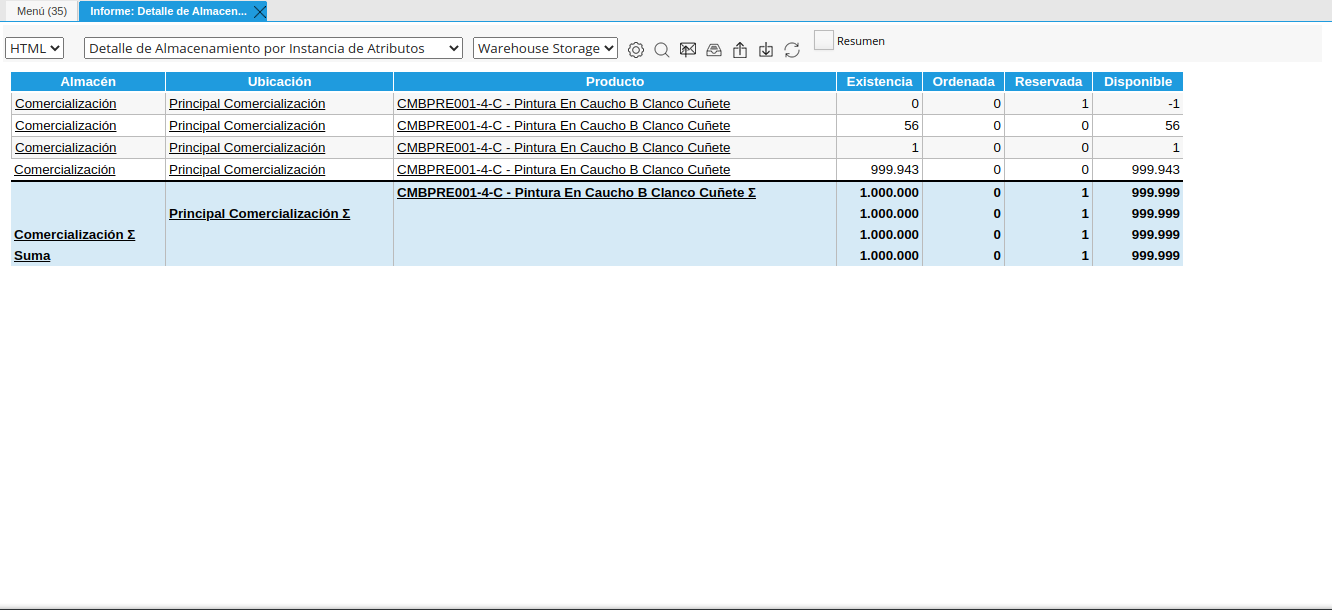 Menú (35) Informe: Detalle de Almacen...
HTML Detalle de Almacenamiento por Instancia de Atributos Warehouse Storage Resumen
Almacén Ubicación Producto Existencia Ordenada Reservada Disponible
Comercialización Principal Comercialización CMBPRE001-4-C - Pintura En Caucho B Clanco Cuñete 0 0 1 -1
Comercialización Principal Comercialización CMBPRE001-4-C - Pintura En Caucho B Clanco Cuñete 56 0 0 56
Comercialización Principal Comercialización CMBPRE001-4-C - Pintura En Caucho B Clanco Cuñete 1 0 0 1
Comercialización Principal Comercialización CMBPRE001-4-C - Pintura En Caucho B Clanco Cuñete 999.943 0 0 999.943
CMBPRE001-4-C - Pintura En Caucho B Clanco Cuñete Σ 1.000.000 0 1 999.999
Principal Comercialización Σ 1.000.000 0 1 999.999
Comercialización Σ 1.000.000 0 1 999.999
Suma 1.000.000 0 1 999.999